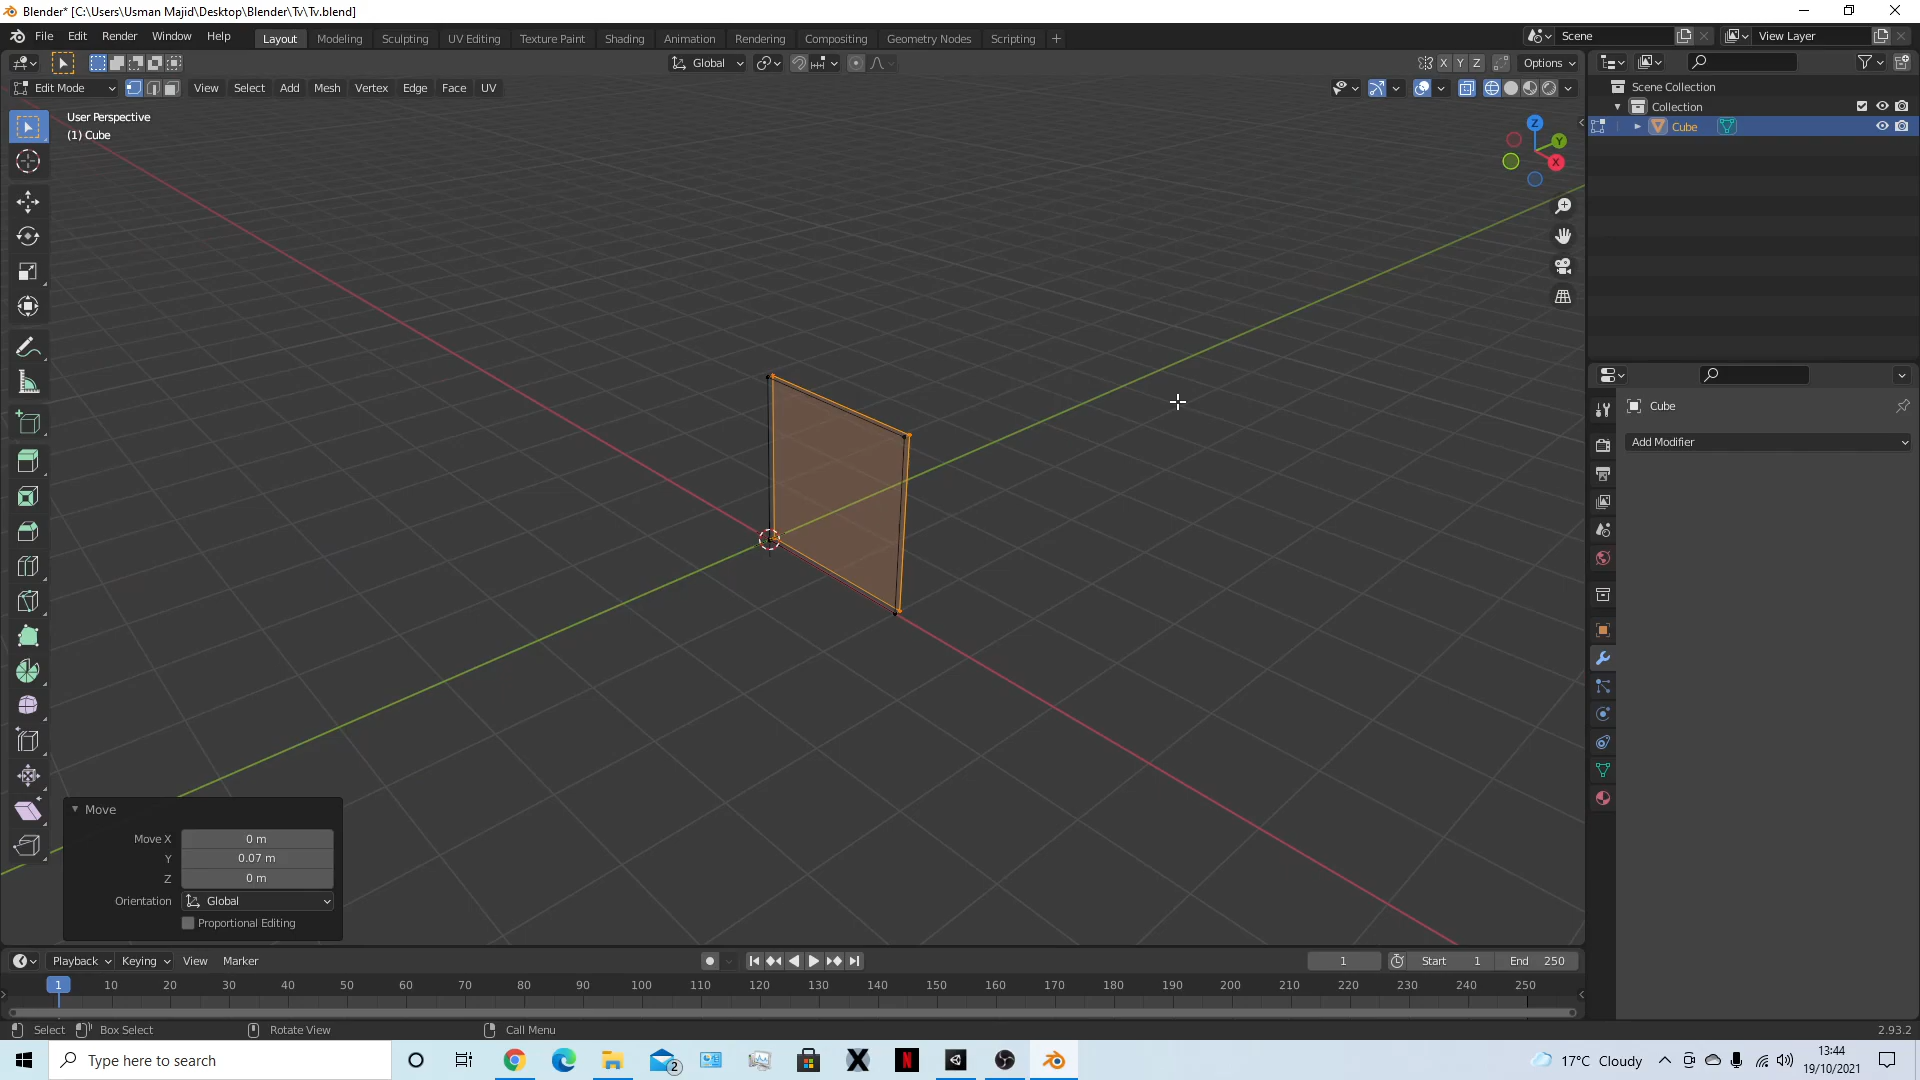 Blender* [C:\Users\Usman Majid\Desktop\Blender\Tv\Tv.blend]
File Edit Render Window Help Layout Modeling Sculpting UV Editing Texture Paint Shading Animation Rendering Compositing Geometry Nodes Scripting + Scene View Layer
Global X Y Z Options
Edit Mode View Select Add Mesh Vertex Edge Face UV
Scene Collection
Collection
Cube
User Perspective
(1) Cube
Z
Y
X
Cube
Add Modifier
Move
Move X 0 m
Y 0.07 m
Z 0 m
Orientation Global
Proportional Editing
Playback Keying View Marker 1 Start 1 End 250
1 10 20 30 40 50 60 70 80 90 100 110 120 130 140 150 160 170 180 190 200 210 220 230 240 250
Select Box Select Rotate View Call Menu 2.93.2
Type here to search 2 17°C Cloudy 13:44
19/10/2021